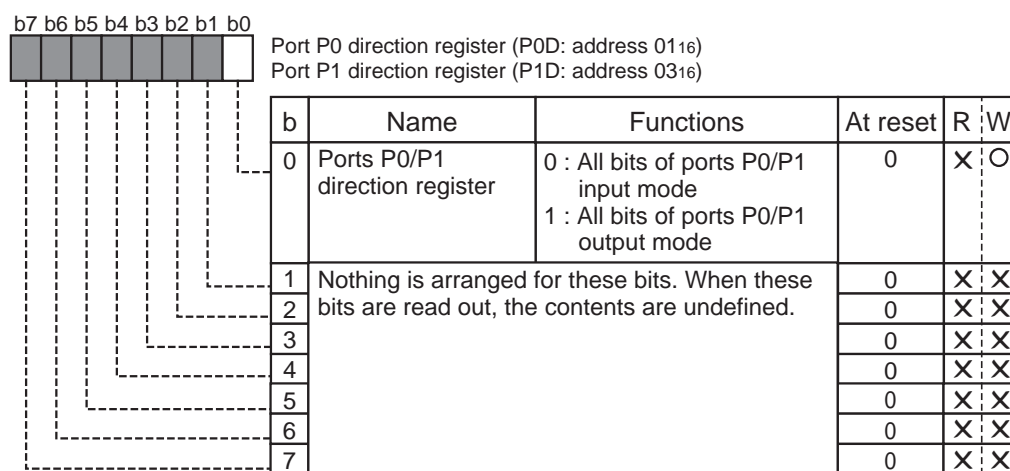 b7 b6 b5 b4 b3 b2 b1 b0
Port P0 direction register (P0D: address 0116)
Port P1 direction register (P1D: address 0316)
b Name Functions At reset R W
0 Ports P0/P1 0 : All bits of ports P0/P1 0 X O
direction register input mode
1 : All bits of ports P0/P1
output mode
1 Nothing is arranged for these bits. When these 0 X X
2 bits are read out, the contents are undefined. 0 X X
3 0 X X
4 0 X X
5 0 X X
6 0 X X
7 0 X X